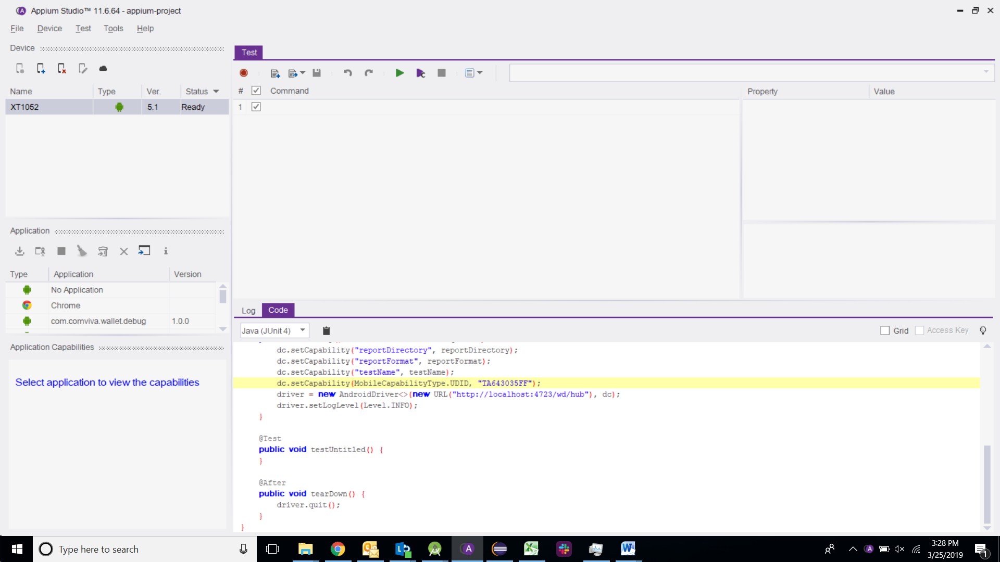 Appium Studio™ 11.6.64 - appium-project
File Device Test Tools Help
Device
Name Type Ver. Status
XT1052 5.1 Ready
Application
Type Application Version
No Application
Chrome
com.comviva.wallet.debug 1.0.0
Application Capabilities
Select application to view the capabilities
Test
# Command
1
Property Value
Log Code
Java (JUnit 4)
Grid Access Key
dc.setCapability("reportDirectory", reportDirectory);
dc.setCapability("reportFormat", reportFormat);
dc.setCapability("testName", testName);
dc.setCapability(MobileCapabilityType.UDID, "TA643035FF");
driver = new AndroidDriver<>(new URL("http://localhost:4723/wd/hub"), dc);
driver.setLogLevel(Level.INFO);
}
@Test
public void testUntitled() {
}
@After
public void tearDown() {
driver.quit();
}
}
Type here to search
3:28 PM
3/25/2019
1